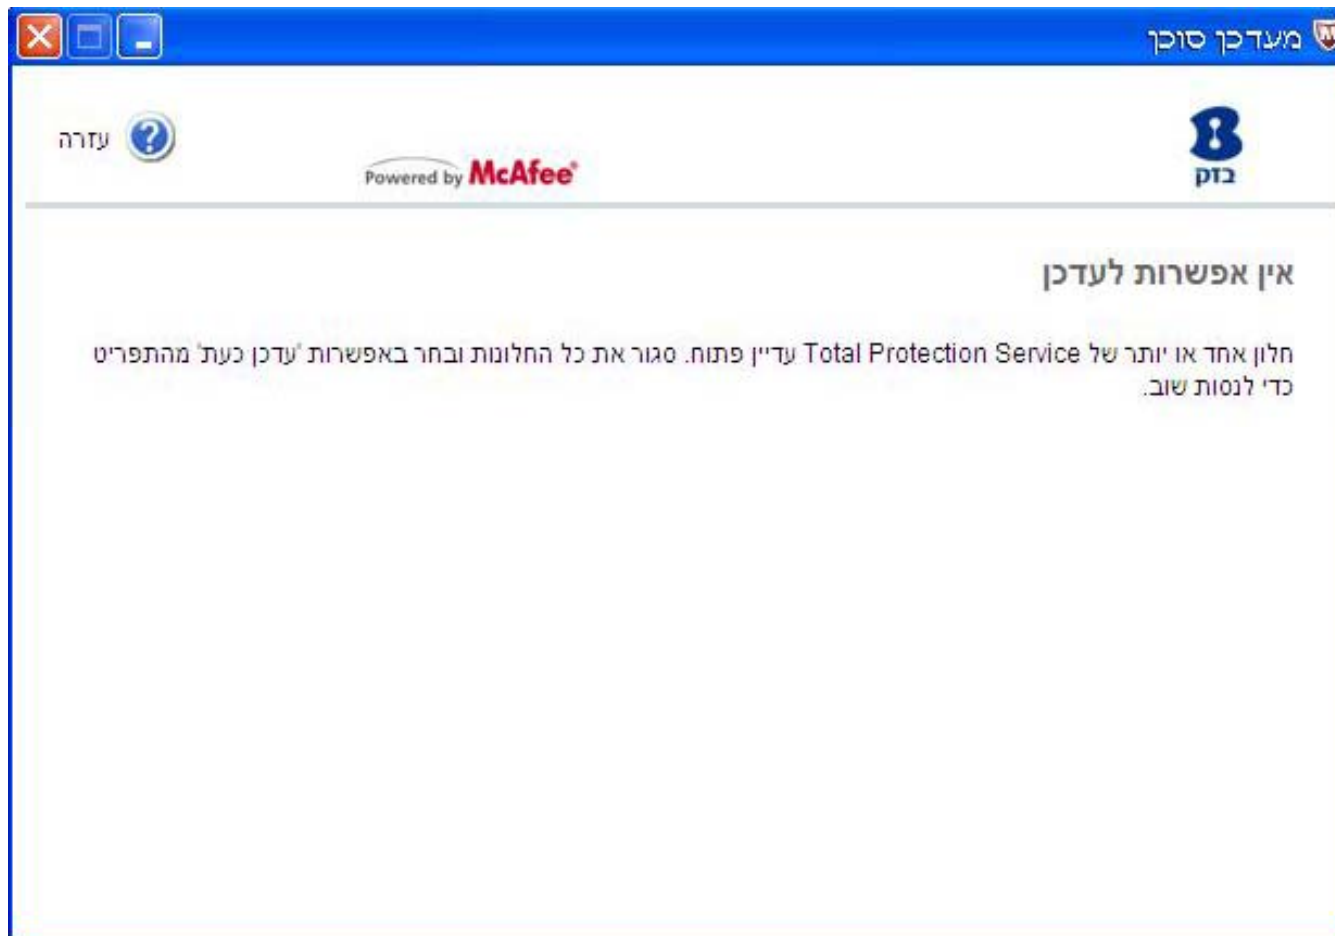 מעדכן סוכן
בזק
Powered by McAfee®
עזרה
אין אפשרות לעדכן
חלון אחד או יותר של Total Protection Service עדיין פתוח. סגור את כל החלונות ובחר באפשרות 'עדכן כעת' מהתפריט
כדי לנסות שוב.